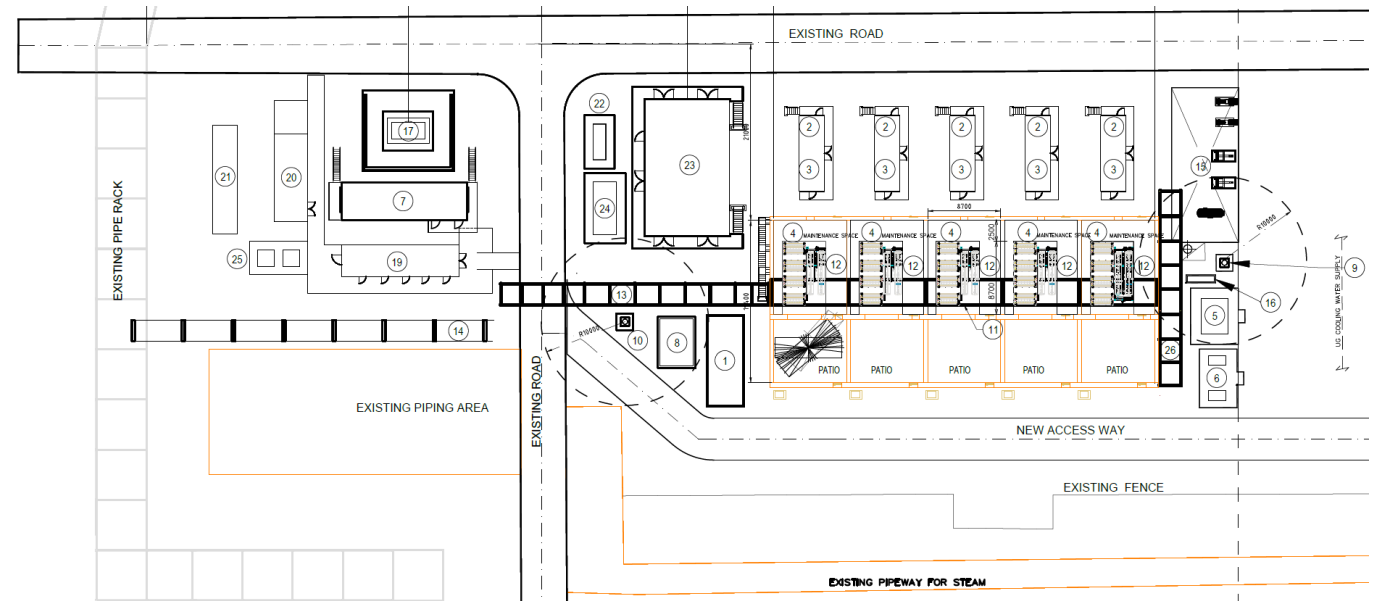 EXISTING ROAD
22
2 2 2 2 2
17
21000
23
15
21
20
3 3 3 3 3
EXISTING PIPE RACK
7
24
8700
R10000
4 4 4 4 4
MAINTENANCE SPACE MAINTENANCE SPACE MAINTENANCE SPACE MAINTENANCE SPACE
2500
25
19
12 12 12 12 12
9
UG COOLING WATER SUPPLY
13
8700
16
14
R10000
10
8
1
11
5
26
PATIO PATIO PATIO PATIO PATIO
6
EXISTING PIPING AREA
EXISTING ROAD
NEW ACCESS WAY
EXISTING FENCE
EXISTING PIPEWAY FOR STEAM